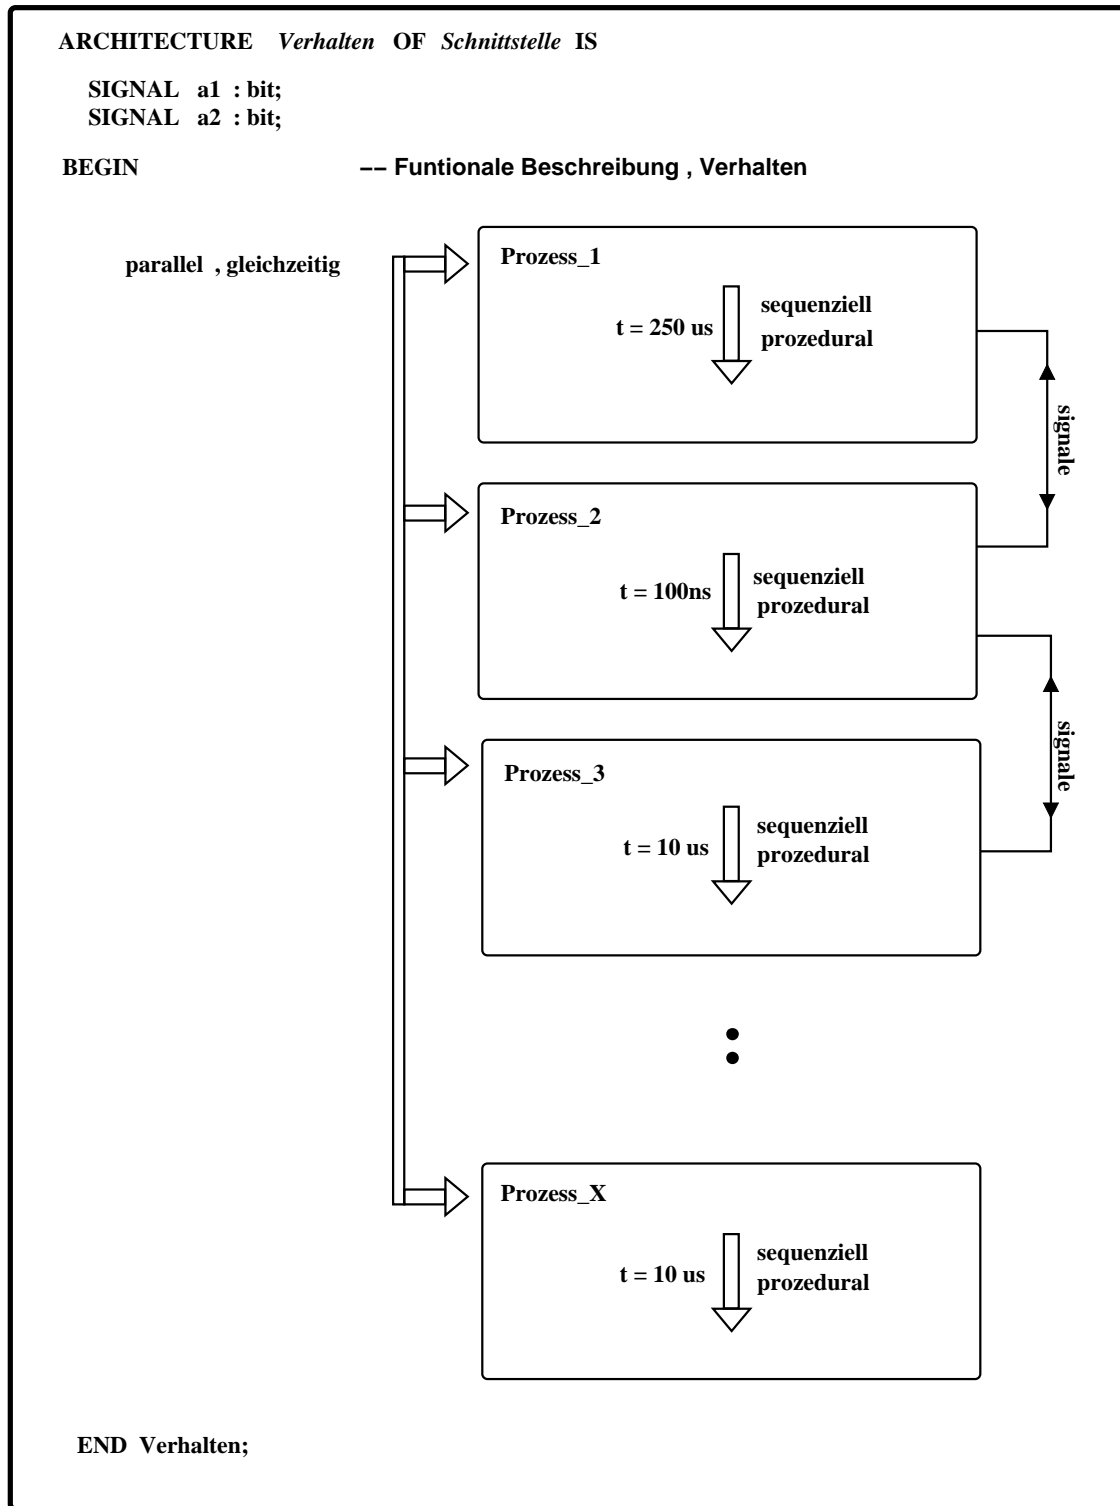 ARCHITECTURE Verhalten OF Schnittstelle IS
SIGNAL a1 : bit;
SIGNAL a2 : bit;
BEGIN -- Funtionale Beschreibung , Verhalten
parallel , gleichzeitig
Prozess_1
t = 250 us
sequenziell
prozedural
signale
Prozess_2
t = 100ns
sequenziell
prozedural
signale
Prozess_3
t = 10 us
sequenziell
prozedural
Prozess_X
t = 10 us
sequenziell
prozedural
END Verhalten;